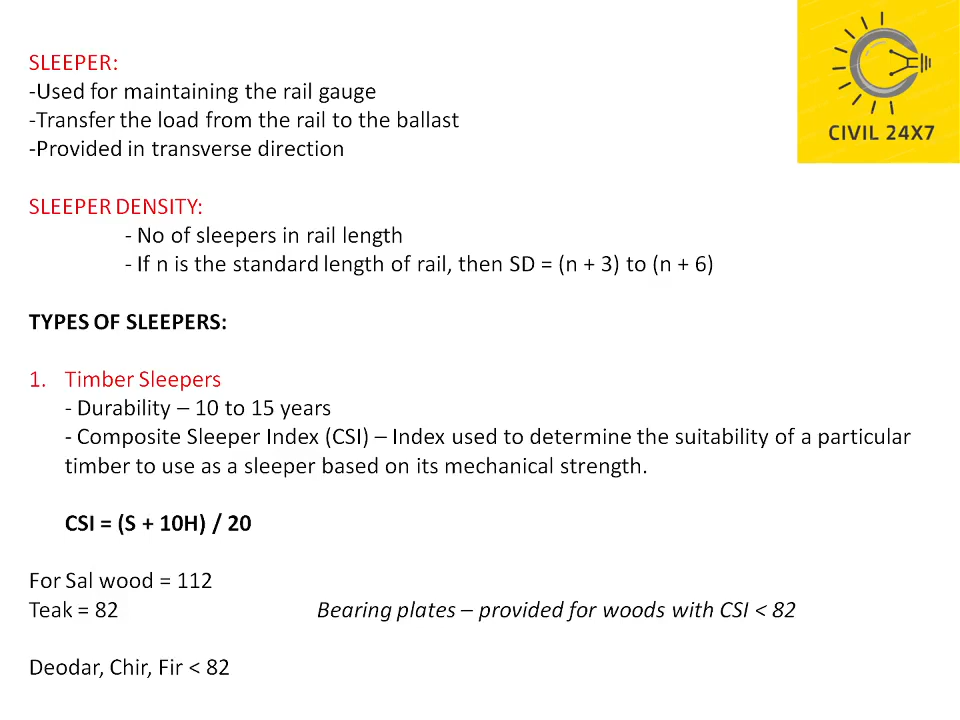 SLEEPER:
-Used for maintaining the rail gauge
-Transfer the load from the rail to the ballast
-Provided in transverse direction
CIVIL 24X7
SLEEPER DENSITY:
- No of sleepers in rail length
- If n is the standard length of rail, then SD = (n + 3) to (n + 6)
TYPES OF SLEEPERS:
1. Timber Sleepers
- Durability – 10 to 15 years
- Composite Sleeper Index (CSI) – Index used to determine the suitability of a particular
timber to use as a sleeper based on its mechanical strength.
CSI = (S + 10H) / 20
For Sal wood = 112
Teak = 82 Bearing plates – provided for woods with CSI < 82
Deodar, Chir, Fir < 82